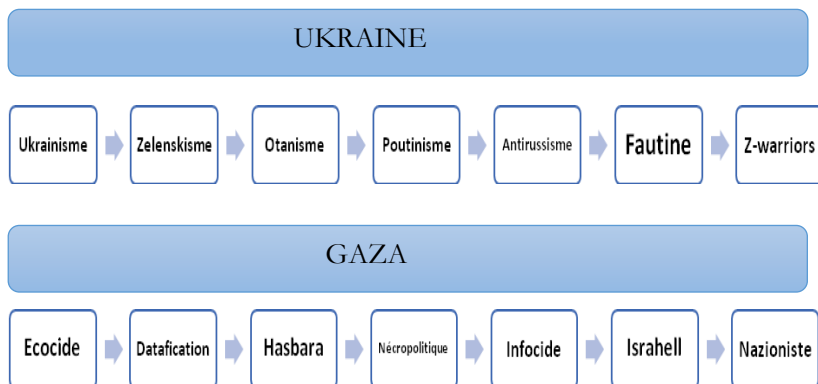 UKRAINE
Ukrainisme Zelenskisme Otanisme Poutinisme Antirussisme Fautine Z-warriors
GAZA
Ecocide Datafication Hasbara Nécropolitique Infocide Israhell Nazioniste